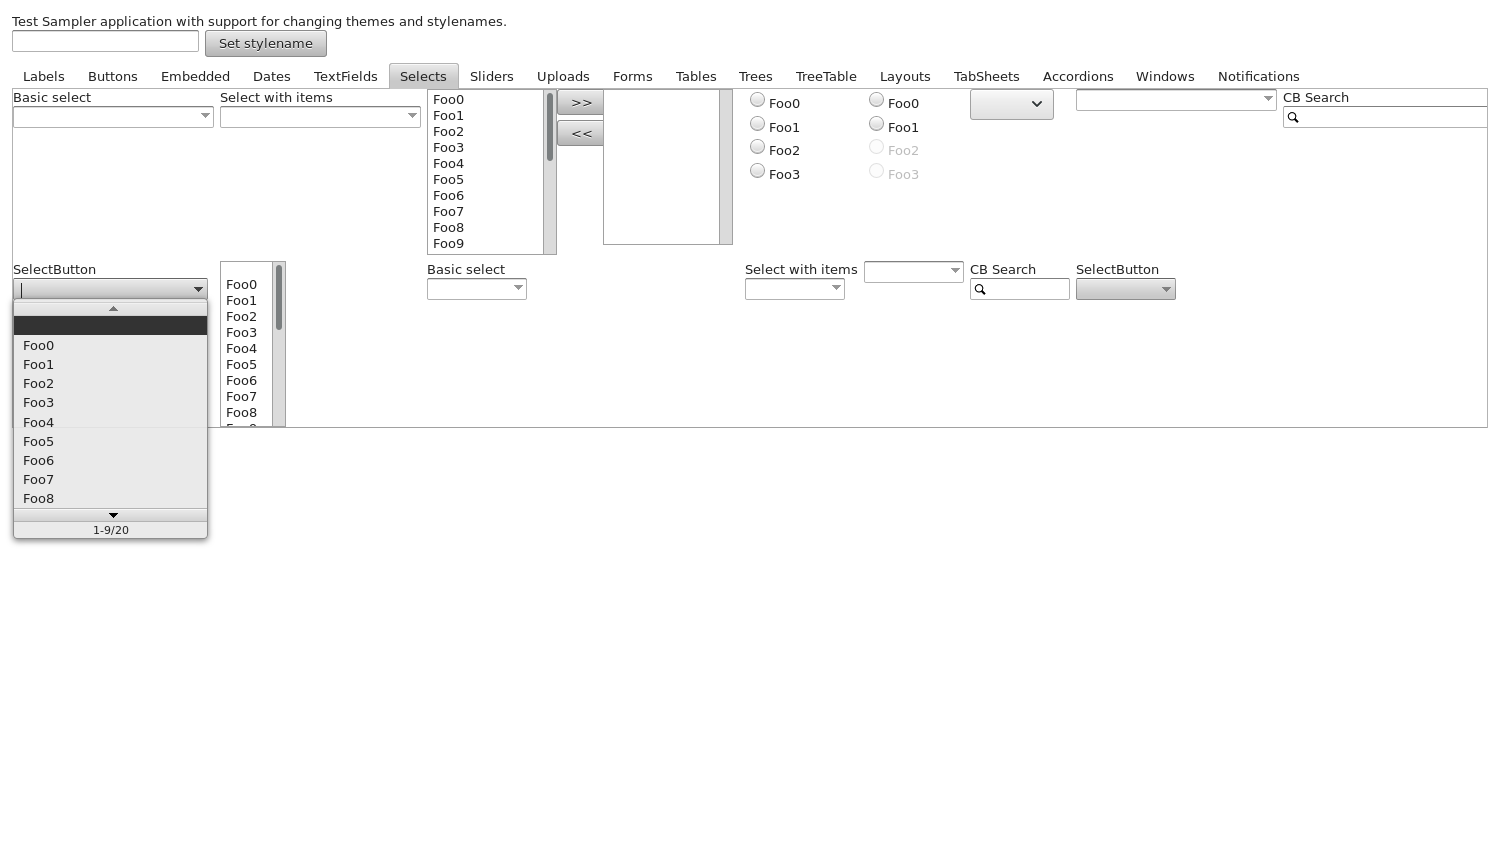 Test Sampler application with support for changing themes and stylenames.
Set stylename
Labels Buttons Embedded Dates TextFields Selects Sliders Uploads Forms Tables Trees TreeTable Layouts TabSheets Accordions Windows Notifications
Basic select
Select with items
Foo0
Foo1
Foo2
Foo3
Foo4
Foo5
Foo6
Foo7
Foo8
Foo9
>>
<<
Foo0
Foo1
Foo2
Foo3
Foo0
Foo1
Foo2
Foo3
CB Search
SelectButton
Foo0
Foo1
Foo2
Foo3
Foo4
Foo5
Foo6
Foo7
Foo8
1-9/20
Foo0
Foo1
Foo2
Foo3
Foo4
Foo5
Foo6
Foo7
Foo8
Basic select
Select with items
CB Search
SelectButton